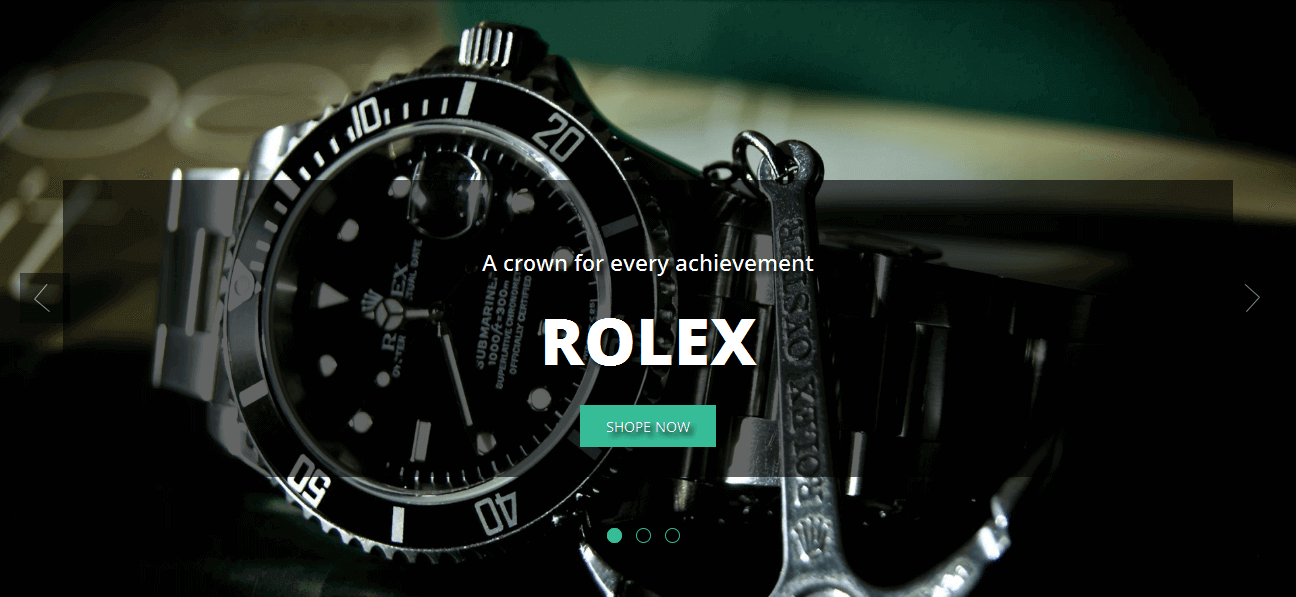 10
20
A crown for every achievement
ROLEX
SHOPE NOW
ROLEX
OYSTER PERPETUAL DATE
SUBMARINER
1000ft=300m
SUPERLATIVE CHRONOMETER
OFFICIALLY CERTIFIED
ROLEX OYSTER
50
40